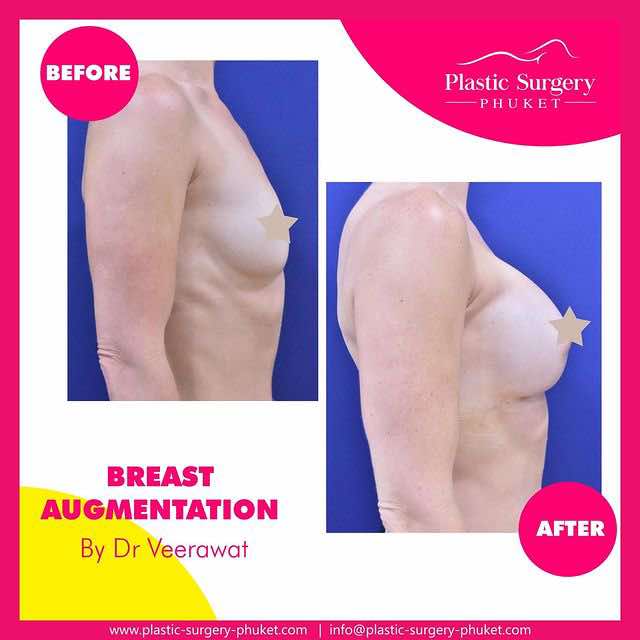 BEFORE
Plastic Surgery
PHUKET
BREAST
AUGMENTATION
By Dr Veerawat
AFTER
www.plastic-surgery-phuket.com | info@plastic-surgery-phuket.com